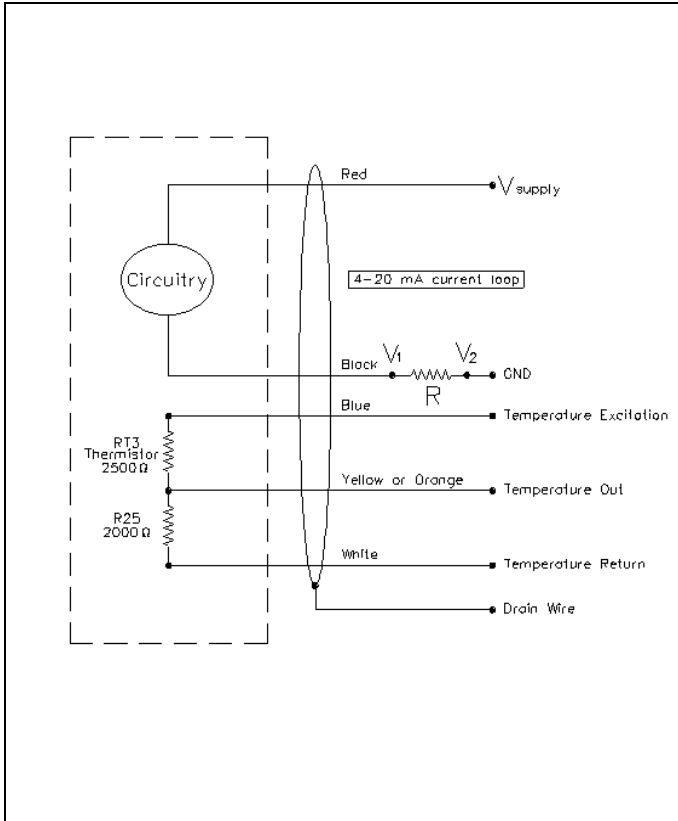 Red
V supply
Circuitry
4-20 mA current loop
Black
V1
V2
GND
R
Blue
Temperature Excitation
RT3
Thermistor
2500Ω
Yellow or Orange
Temperature Out
R25
2000Ω
White
Temperature Return
Drain Wire